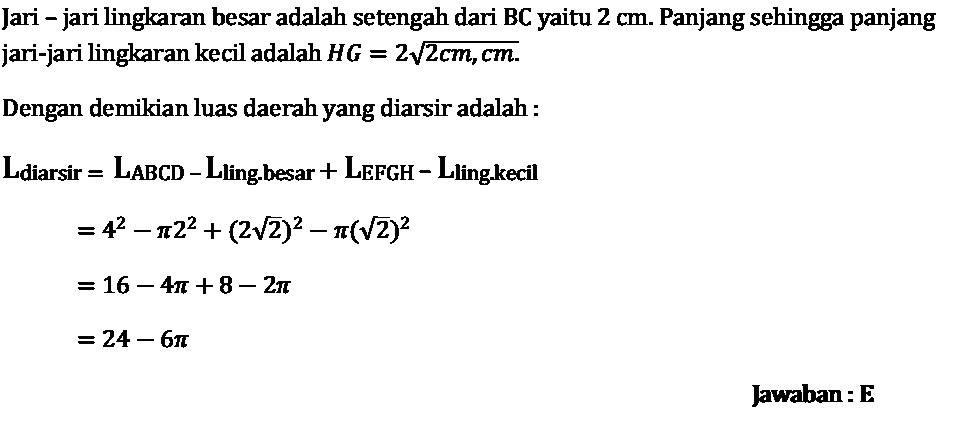 Jari – jari lingkaran besar adalah setengah dari BC yaitu 2 cm. Panjang sehingga panjang
jari-jari lingkaran kecil adalah HG = 2√2cm, cm.
Dengan demikian luas daerah yang diarsir adalah :
Ldiarsir = LABCD – Lling.besar + LEFGH – Lling.kecil
= 4² − π2² + (2√2)² − π(√2)²
= 16 − 4π + 8 − 2π
= 24 − 6π
Jawaban : E